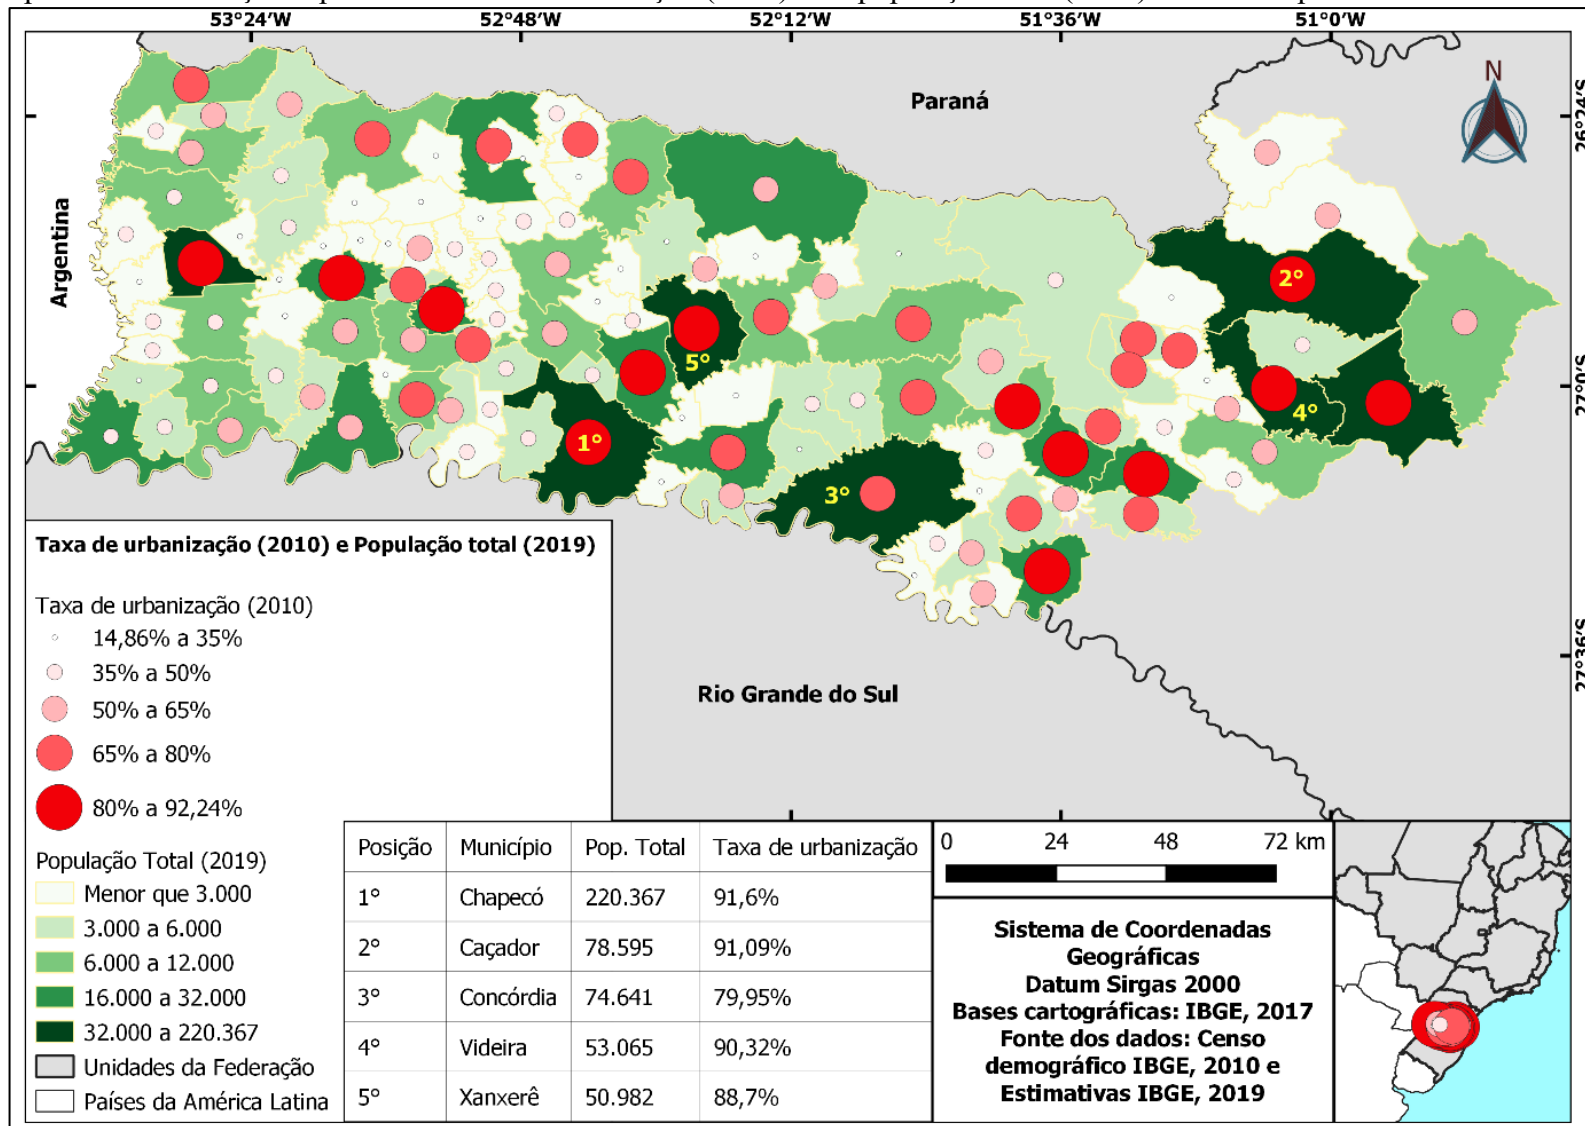 53°24'W 52°48'W 52°12'W 51°36'W 51°0'W
N
26°24'S
Paraná
Argentina
2°
5°
27°0'S
4°
1°
3°
Rio Grande do Sul
27°36'S
Taxa de urbanização (2010) e População total (2019)
Taxa de urbanização (2010)
14,86% a 35%
35% a 50%
50% a 65%
65% a 80%
80% a 92,24%
População Total (2019)
Menor que 3.000
3.000 a 6.000
6.000 a 12.000
16.000 a 32.000
32.000 a 220.367
Unidades da Federação
Países da América Latina
Posição Município Pop. Total Taxa de urbanização
1° Chapecó 220.367 91,6%
2° Caçador 78.595 91,09%
3° Concórdia 74.641 79,95%
4° Videira 53.065 90,32%
5° Xanxerê 50.982 88,7%
0 24 48 72 km
Sistema de Coordenadas
Geográficas
Datum Sirgas 2000
Bases cartográficas: IBGE, 2017
Fonte dos dados: Censo
demográfico IBGE, 2010 e
Estimativas IBGE, 2019